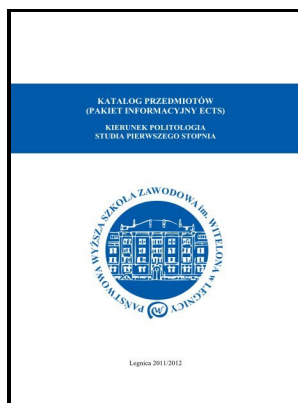 KATALOG PRZEDMIOTÓW
(PAKIET INFORMACYJNY ECTS)
KIERUNEK POLITOLOGIA
STUDIA PIERWSZEGO STOPNIA
PAŃSTWOWA WYŻSZA SZKOŁA ZAWODOWA im. WITELONA w LEGNICY
Legnica 2011/2012